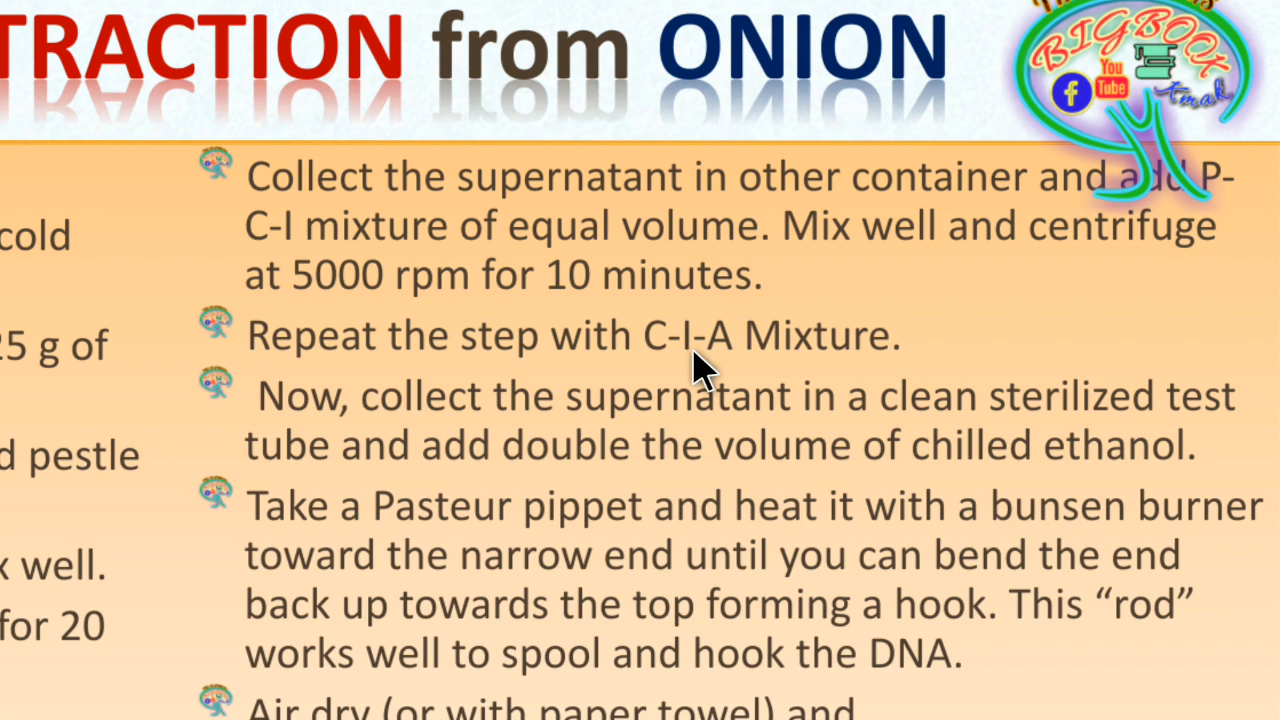 TRACTION from ONION
BIGBOOK
You
Tube
f
tmak
cold
25 g of
d pestle
x well.
for 20
Collect the supernatant in other container and add P-
C-I mixture of equal volume. Mix well and centrifuge
at 5000 rpm for 10 minutes.
Repeat the step with C-I-A Mixture.
Now, collect the supernatant in a clean sterilized test
tube and add double the volume of chilled ethanol.
Take a Pasteur pippet and heat it with a bunsen burner
toward the narrow end until you can bend the end
back up towards the top forming a hook. This “rod”
works well to spool and hook the DNA.
Air dry (or with paper towel) and